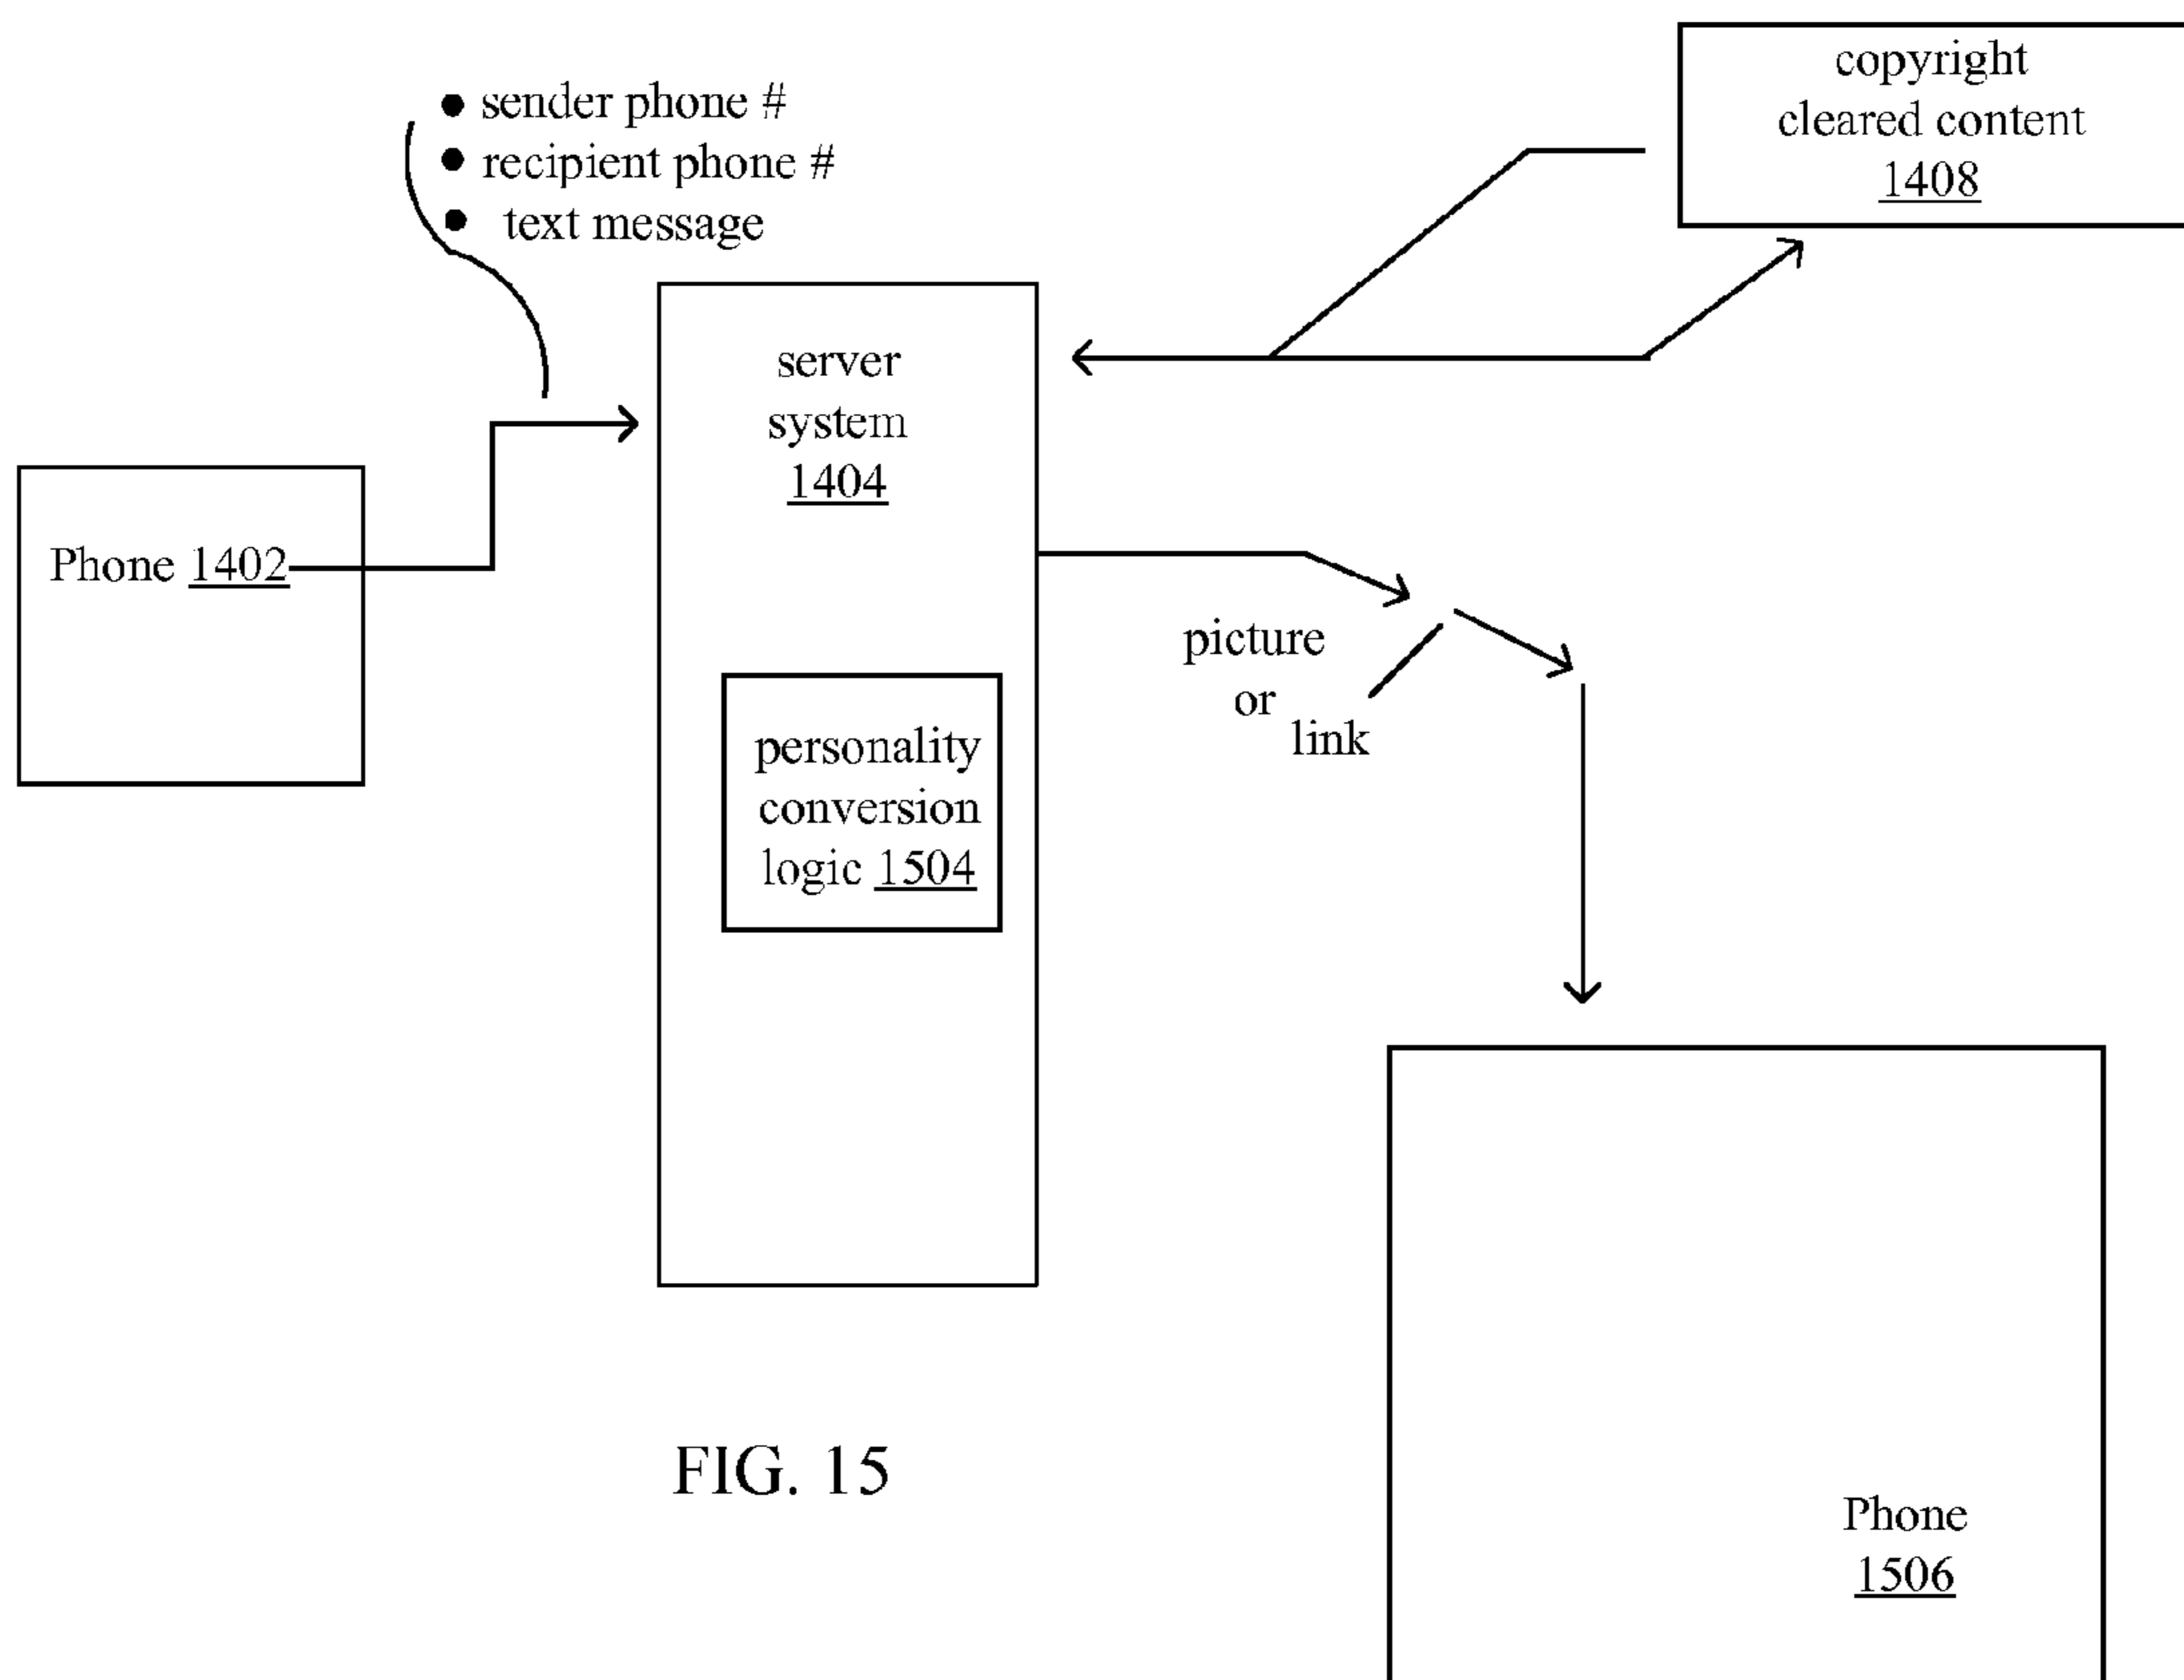 ● sender phone #
● recipient phone #
● text message
copyright
cleared content
1408
server
system
1404
Phone 1402
picture
or
link
personality
conversion
logic 1504
FIG. 15
Phone
1506